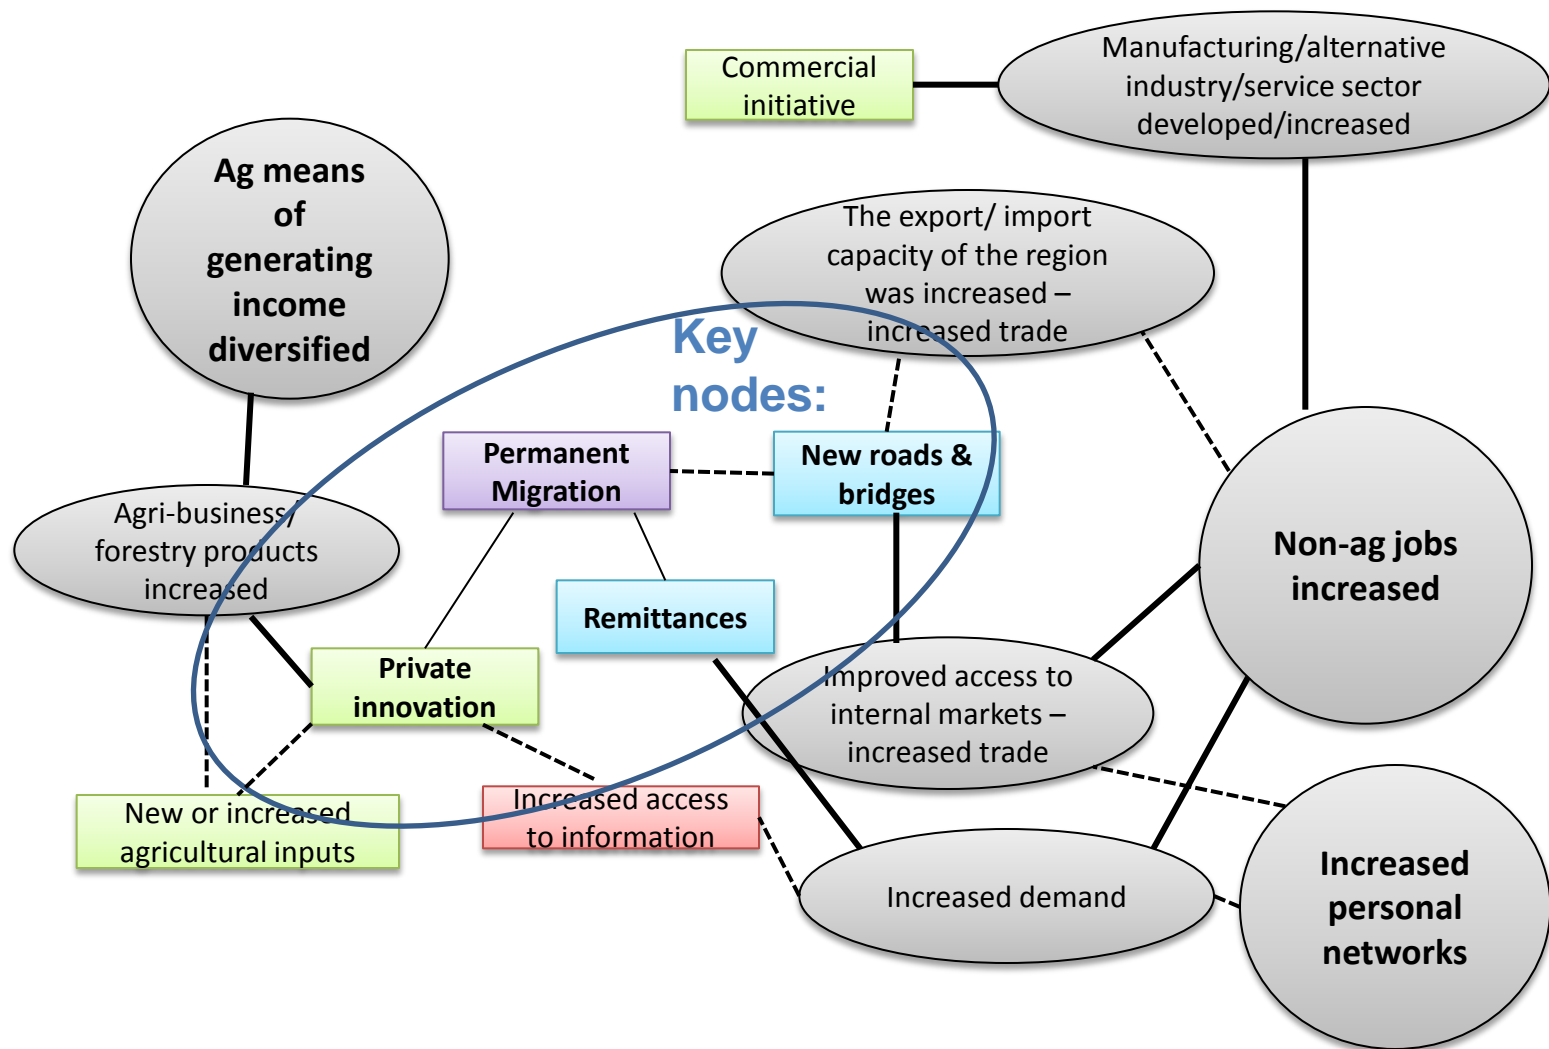 Commercial
initiative
Manufacturing/alternative
industry/service sector
developed/increased
Ag means
of
generating
income
diversified
The export/ import
capacity of the region
was increased –
increased trade
Key
nodes:
Permanent
Migration
New roads &
bridges
Agri-business/
forestry products
increased
Non-ag jobs
increased
Remittances
Private
innovation
Improved access to
internal markets –
increased trade
New or increased
agricultural inputs
Increased access
to information
Increased demand
Increased
personal
networks